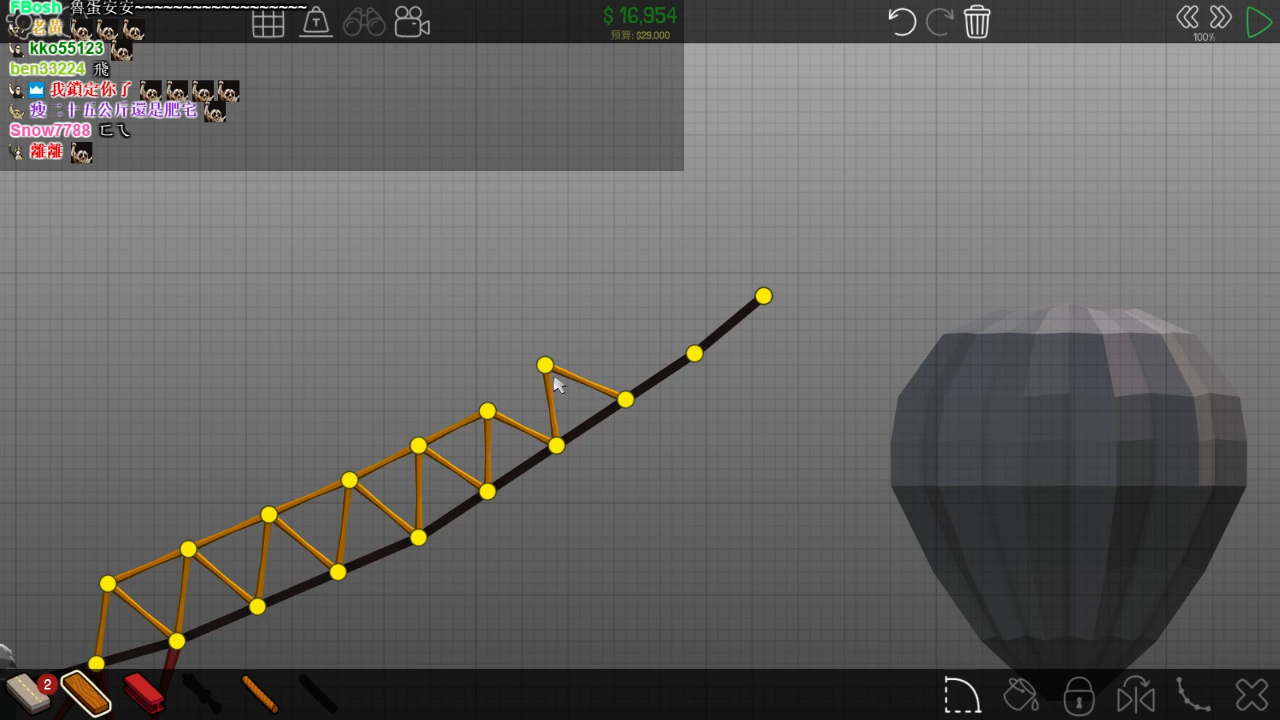 FBosh 魯蛋安安~~~~~~~~~~~~~~~~~~
老黃
kko55123
ben33224 飛
我鎖定你了
瘦二十五公斤還是肥宅
Snow7788 ㄈㄟ
離離
$ 16,954
預算: $29,000
100%
2